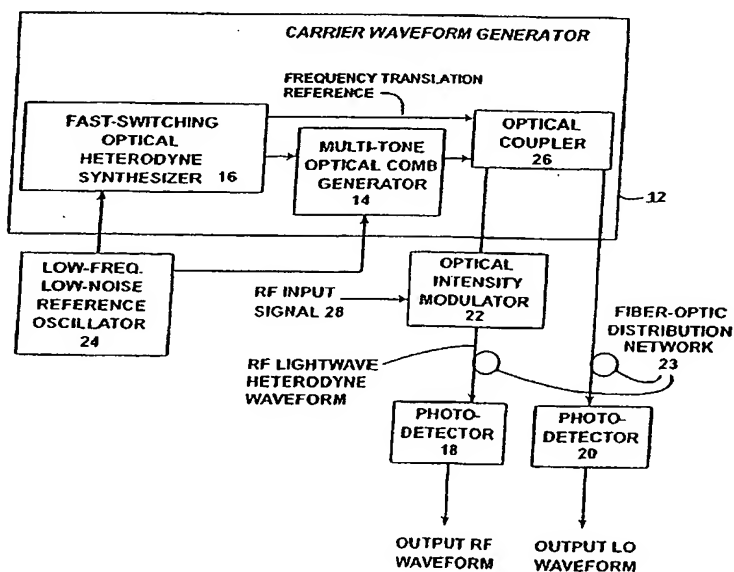 CARRIER WAVEFORM GENERATOR
FREQUENCY TRANSLATION
REFERENCE
FAST-SWITCHING
OPTICAL
HETERODYNE
SYNTHESIZER 16
MULTI-TONE
OPTICAL COMB
GENERATOR
14
OPTICAL
COUPLER
26
12
LOW-FREQ.
LOW-NOISE
REFERENCE
OSCILLATOR
24
RF INPUT
SIGNAL 28
OPTICAL
INTENSITY
MODULATOR
22
FIBER-OPTIC
DISTRIBUTION
NETWORK
23
RF LIGHTWAVE
HETERODYNE
WAVEFORM
PHOTO-
DETECTOR
18
PHOTO-
DETECTOR
20
OUTPUT RF
WAVEFORM
OUTPUT LO
WAVEFORM